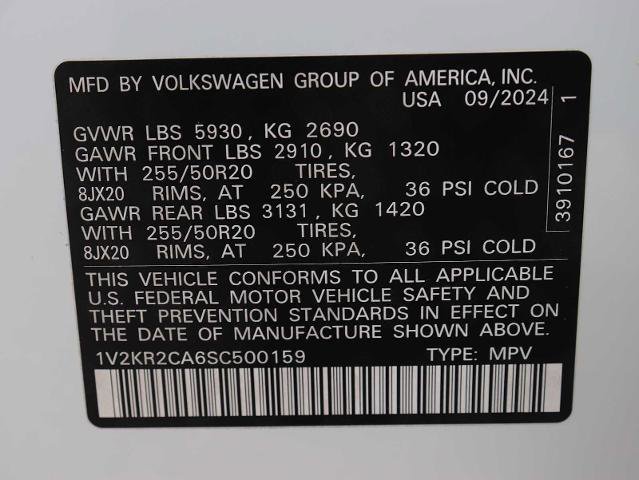 MFD BY VOLKSWAGEN GROUP OF AMERICA, INC.
USA 09/2024
GVWR LBS 5930, KG 2690
GAWR FRONT LBS 2910, KG 1320
WITH 255/50R20 TIRES,
8JX20 RIMS, AT 250 KPA, 36 PSI COLD
GAWR REAR LBS 3131, KG 1420
WITH 255/50R20 TIRES,
8JX20 RIMS, AT 250 KPA, 36 PSI COLD
THIS VEHICLE CONFORMS TO ALL APPLICABLE
U.S. FEDERAL MOTOR VEHICLE SAFETY AND
THEFT PREVENTION STANDARDS IN EFFECT ON
THE DATE OF MANUFACTURE SHOWN ABOVE.
1V2KR2CA6SC500159 TYPE: MPV
3910167 1